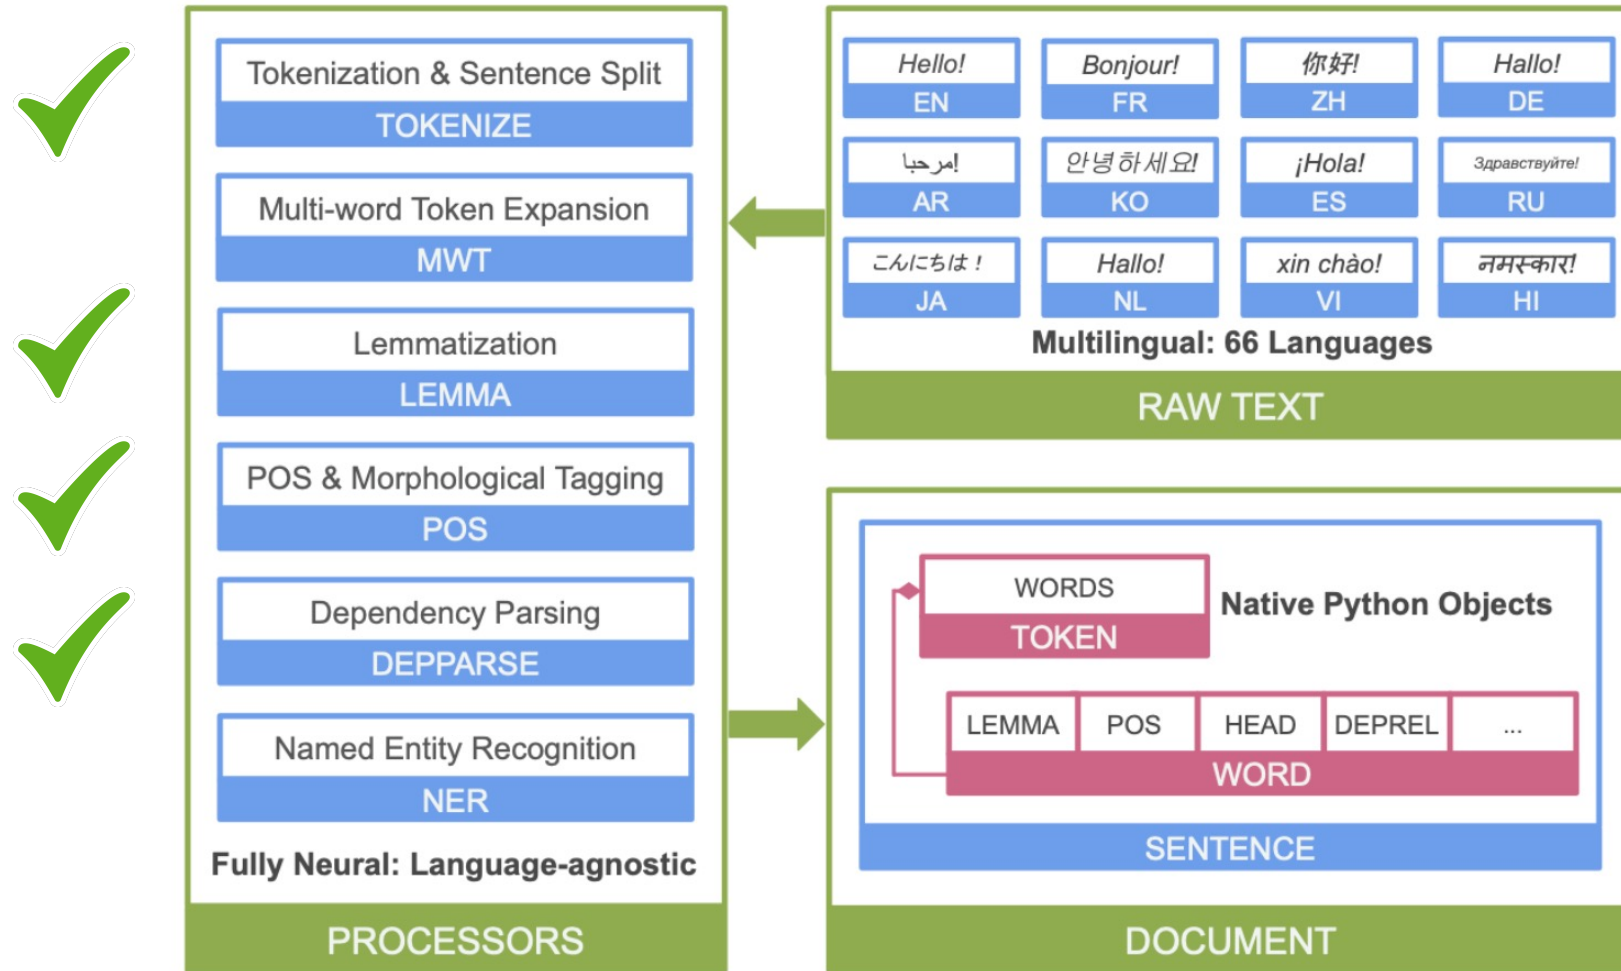 Tokenization & Sentence Split
TOKENIZE
Multi-word Token Expansion
MWT
Lemmatization
LEMMA
POS & Morphological Tagging
POS
Dependency Parsing
DEPPARSE
Named Entity Recognition
NER
Fully Neural: Language-agnostic
PROCESSORS
Hello!
EN
Bonjour!
FR
你好!
ZH
Hallo!
DE
مرحبا!
AR
안녕하세요!
KO
¡Hola!
ES
Здравствуйте!
RU
こんにちは！
JA
Hallo!
NL
xin chào!
VI
नमस्कार!
HI
Multilingual: 66 Languages
RAW TEXT
WORDS
TOKEN
Native Python Objects
LEMMA POS HEAD DEPREL ...
WORD
SENTENCE
DOCUMENT